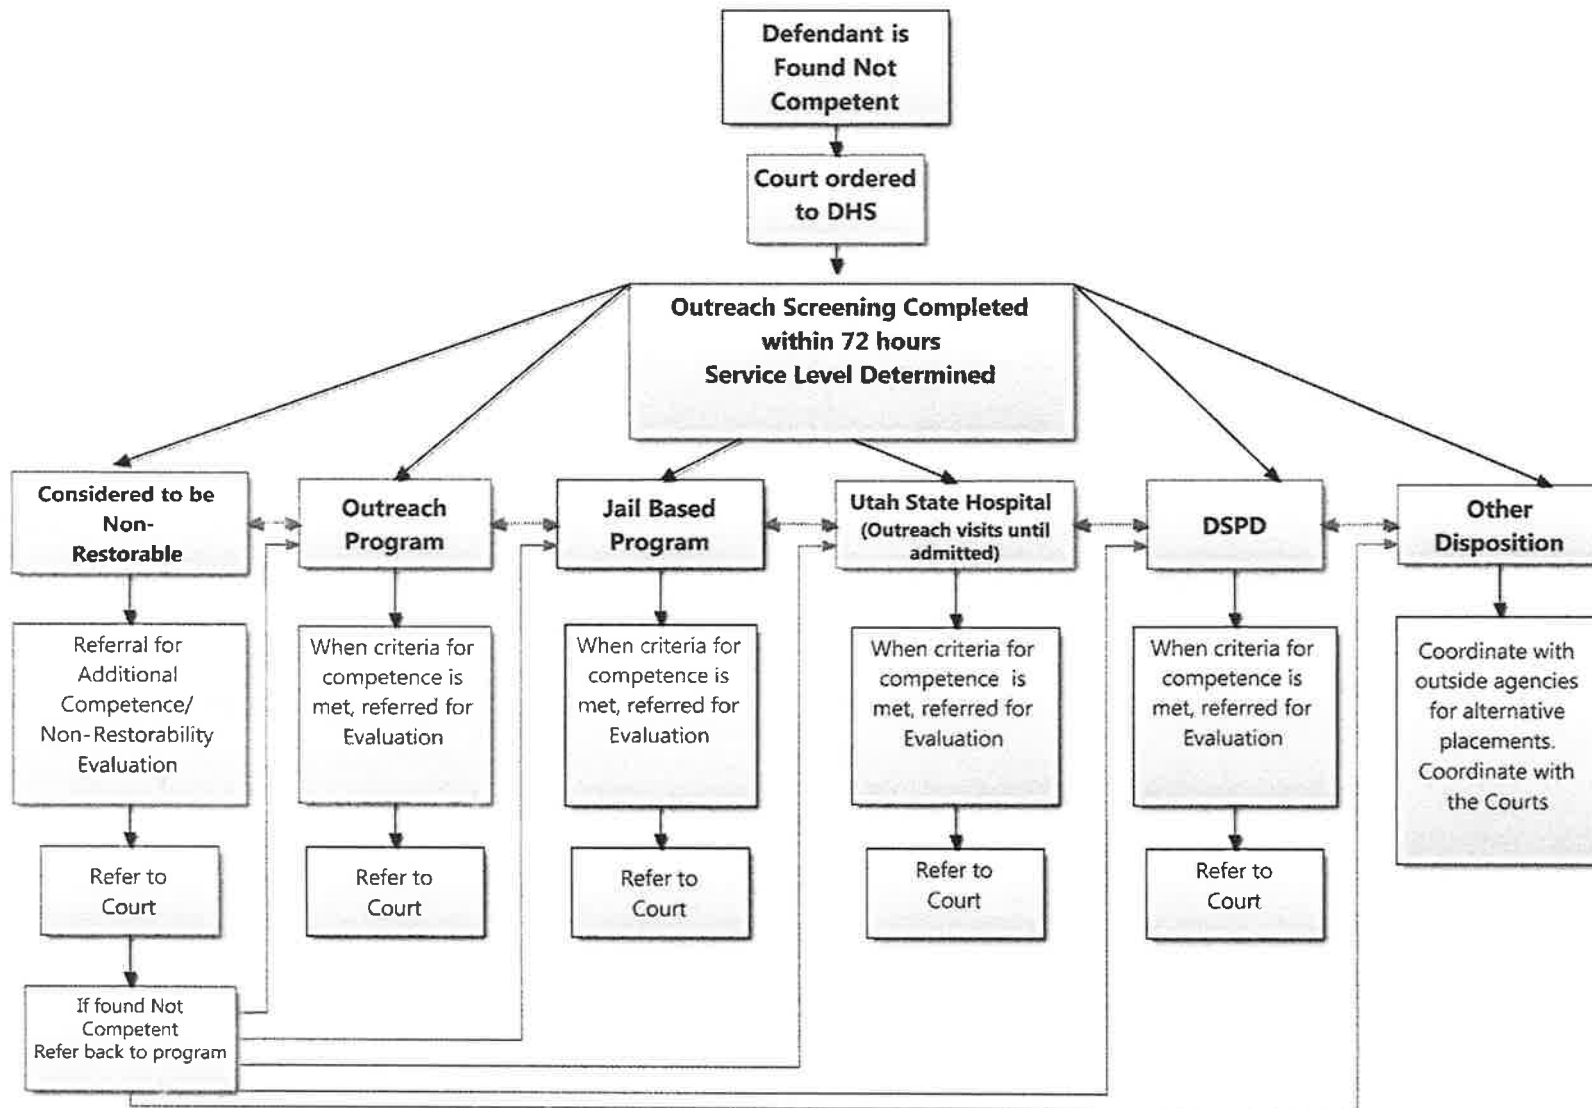 Defendant is
Found Not
Competent
Court ordered
to DHS
Outreach Screening Completed
within 72 hours
Service Level Determined
Considered to be
Non-
Restorable
Outreach
Program
Jail Based
Program
Utah State Hospital
(Outreach visits until
admitted)
DSPD
Other
Disposition
Referral for
Additional
Competence/
Non-Restorability
Evaluation
When criteria for
competence is
met, referred for
Evaluation
When criteria for
competence is
met, referred for
Evaluation
When criteria for
competence is
met, referred for
Evaluation
When criteria for
competence is
met, referred for
Evaluation
Coordinate with
outside agencies
for alternative
placements.
Coordinate with
the Courts
Refer to
Court
Refer to
Court
Refer to
Court
Refer to
Court
Refer to
Court
If found Not
Competent
Refer back to program